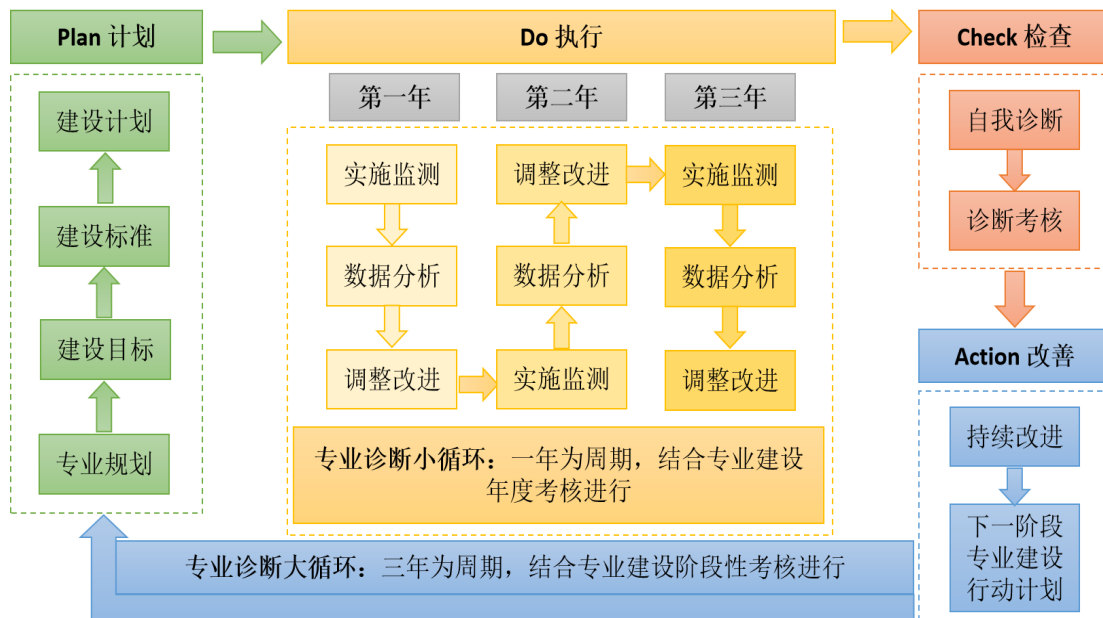 Plan 计划
Do 执行
Check 检查
第一年
第二年
第三年
建设计划
建设标准
建设目标
专业规划
实施监测
数据分析
调整改进
调整改进
数据分析
实施监测
实施监测
数据分析
调整改进
专业诊断小循环：一年为周期，结合专业建设
年度考核进行
自我诊断
诊断考核
Action 改善
持续改进
下一阶段
专业建设
行动计划
专业诊断大循环：三年为周期，结合专业建设阶段性考核进行